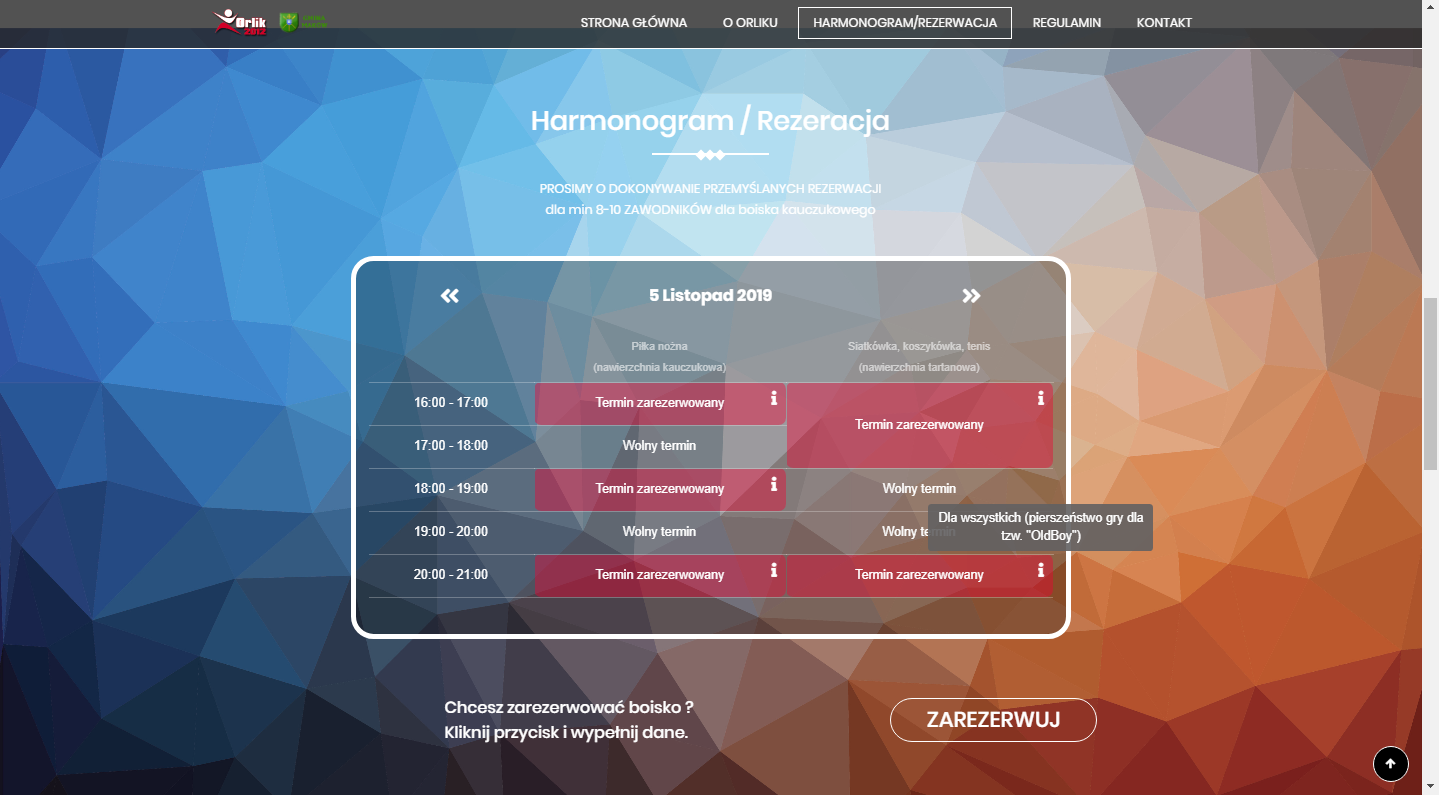 Orlik
2012
STRONA GŁÓWNA
O ORLIKU
HARMONOGRAM/REZERWACJA
REGULAMIN
KONTAKT
Harmonogram / Rezeracja
PROSIMY O DOKONYWANIE PRZEMYŚLANYCH REZERWACJI
dla min 8-10 ZAWODNIKÓW dla boiska kauczukowego
5 Listopad 2019
Piłka nożna
(nawierzchnia kauczukowa)
Siatkówka, koszykówka, tenis
(nawierzchnia tartanowa)
16:00 - 17:00
Termin zarezerwowany
Termin zarezerwowany
17:00 - 18:00
Wolny termin
18:00 - 19:00
Termin zarezerwowany
Wolny termin
19:00 - 20:00
Wolny termin
Wolny termin
Dla wszystkich (pierszeństwo gry dla
tzw. "OldBoy")
20:00 - 21:00
Termin zarezerwowany
Termin zarezerwowany
Chcesz zarezerwować boisko ?
Kliknij przycisk i wypełnij dane.
ZAREZERWUJ